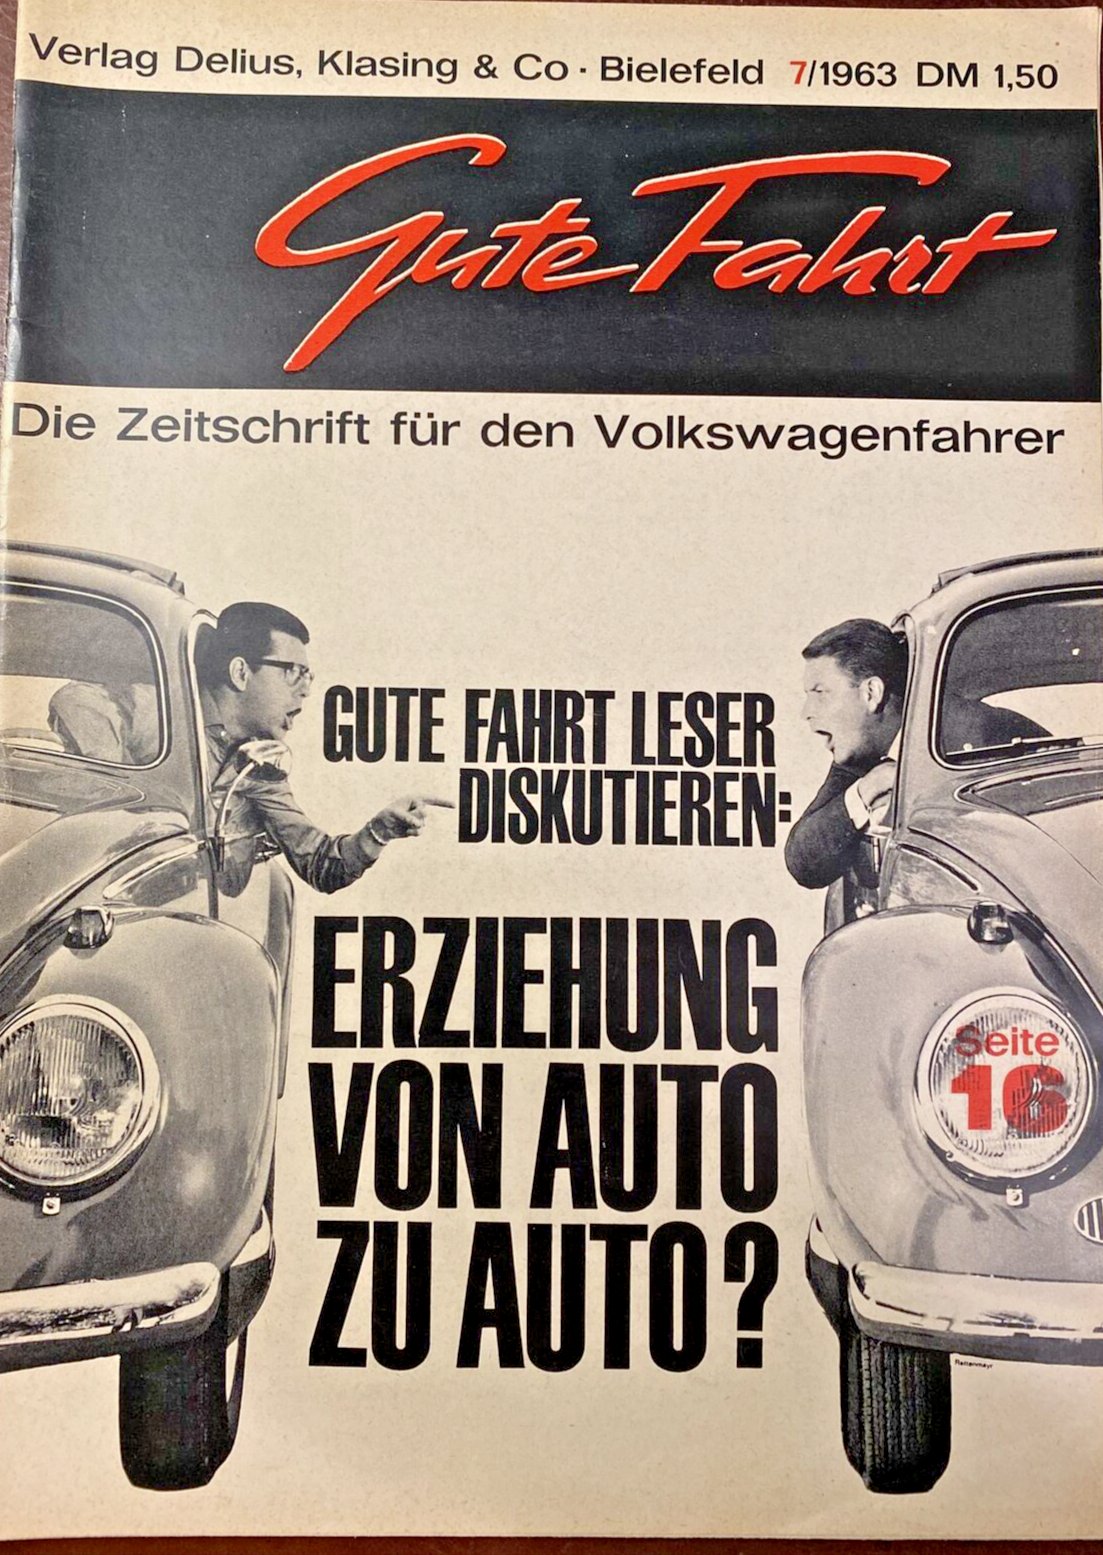 Verlag Delius, Klasing & Co · Bielefeld 7/1963 DM 1,50
Gute Fahrt
Die Zeitschrift für den Volkswagenfahrer
GUTE FAHRT LESER
DISKUTIEREN:
ERZIEHUNG
VON AUTO
ZU AUTO?
Seite
16
Rettenmayr